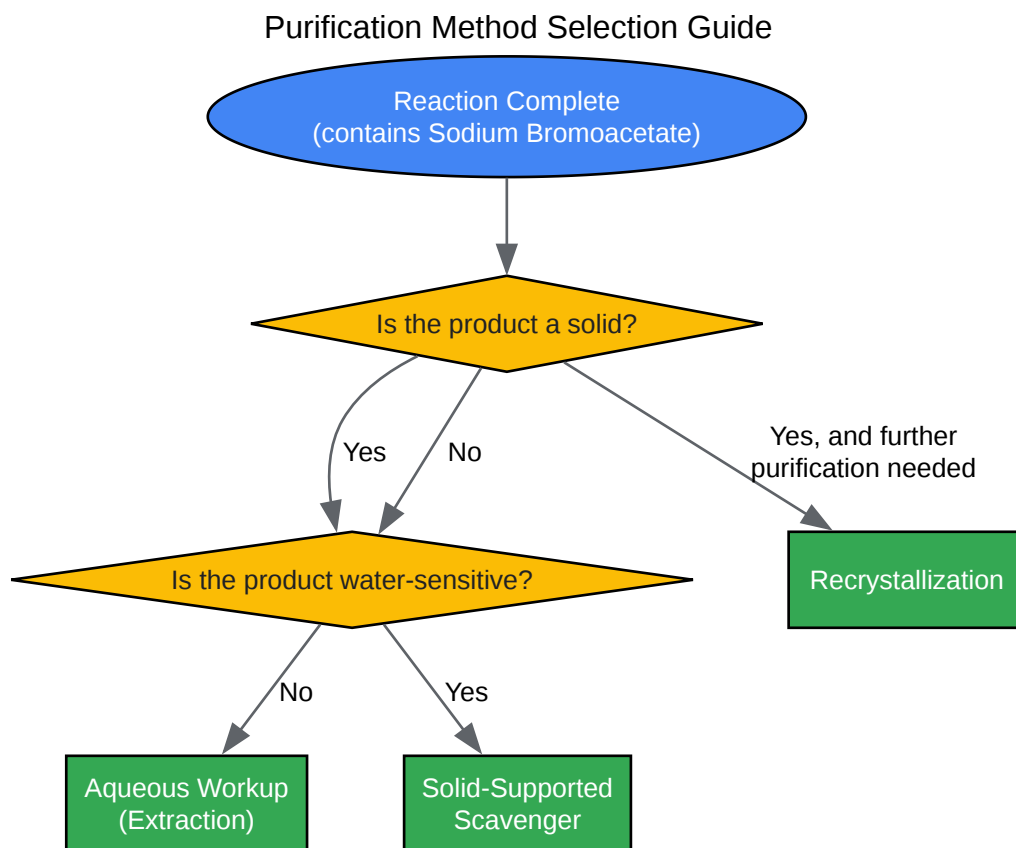 Purification Method Selection Guide
Reaction Complete
(contains Sodium Bromoacetate)
Is the product a solid?
Yes
No
Yes, and further
purification needed
Is the product water-sensitive?
Recrystallization
No
Yes
Aqueous Workup
(Extraction)
Solid-Supported
Scavenger